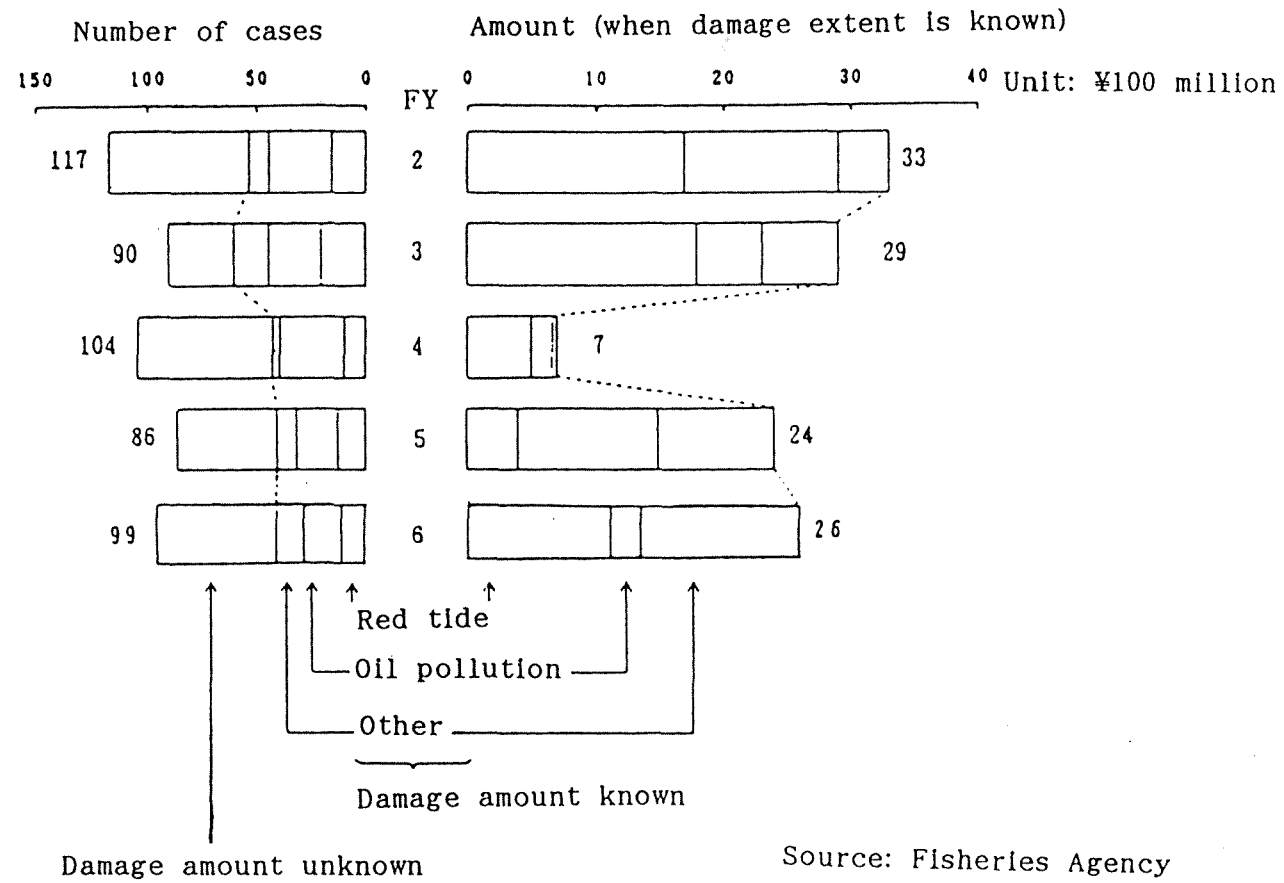 Number of cases
Amount (when damage extent is known)
150 100 50 0
0 10 20 30 40 Unit: ¥100 million
FY
117 2 33
90 3 29
104 4 7
86 5 24
99 6 26
Red tide
Oil pollution
Other
Damage amount known
Damage amount unknown
Source: Fisheries Agency